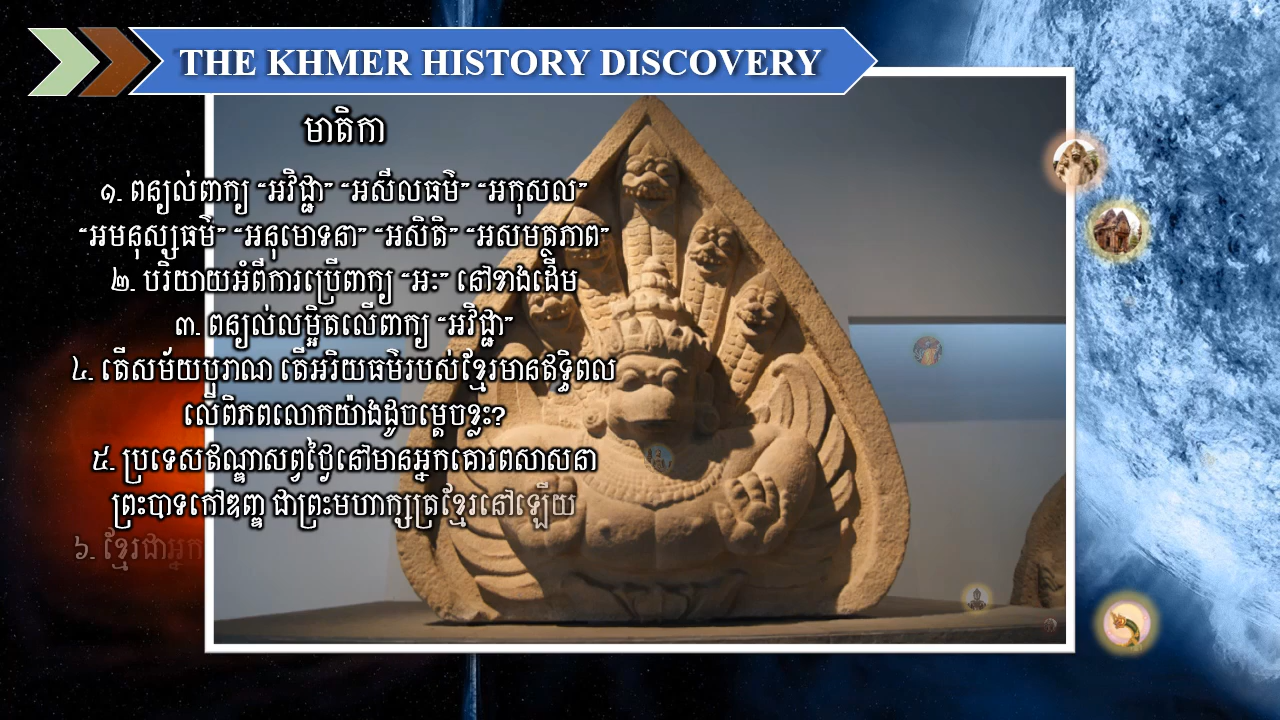 THE KHMER HISTORY DISCOVERY
មាតិកា
១. ពន្យល់ពាក្យ “អវិជ្ជា” “អសីលធម៌” “អកុសល”
“អមនុស្សធម៌” “អនុមោទនា” “អសិតិ” “អសមត្ថភាព”
២. បរិយាយអំពីការប្រើពាក្យ “អៈ” នៅខាងដើម
៣. ពន្យល់លម្អិតលើពាក្យ “អវិជ្ជា”
៤. តើសម័យបុរាណ តើអរិយធម៌របស់ខ្មែរមានឥទ្ធិពល
លើពិភពលោកយ៉ាងដូចម្ដេចខ្លះ?
៥. ប្រទេសឥណ្ឌាសព្វថ្ងៃនៅមានអ្នកគោរពសាសនា
ព្រះបាទកៅឌញ្ញ ជាព្រះមហាក្សត្រខ្មែរនៅឡើយ
៦. ខ្មែរជាអ្នក